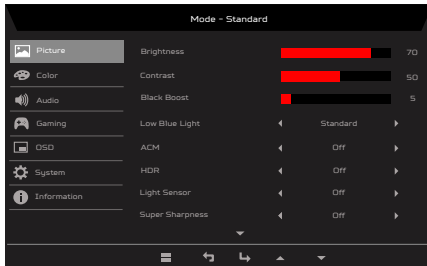 Mode - Standard
Picture
Brightness 70
Color
Contrast 50
Audio
Black Boost 5
Gaming
Low Blue Light Standard
OSD
ACM Off
System
HDR Off
Information
Light Sensor Off
Super Sharpness Off